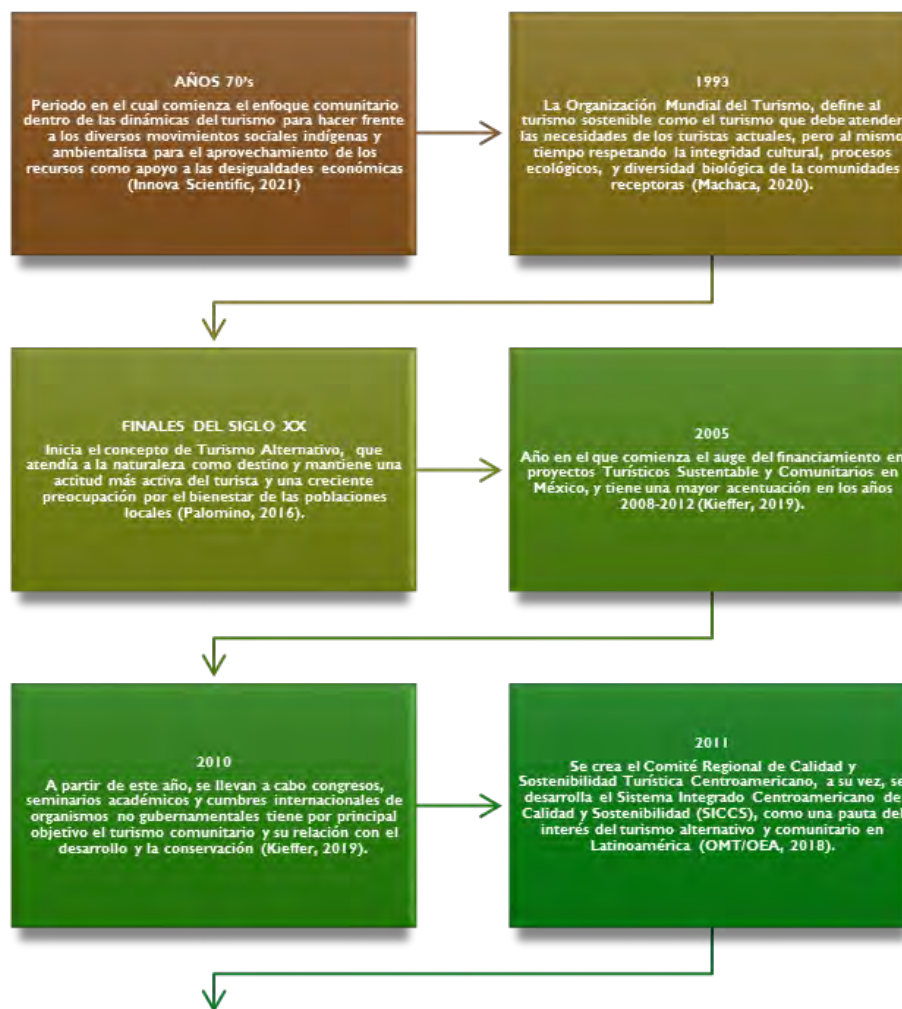 AÑOS 70's
Periodo en el cual comienza el enfoque comunitario
dentro de las dinámicas del turismo para hacer frente
a los diversos movimientos sociales indígenas y
ambientalista para el aprovechamiento de los
recursos como apoyo a las desigualdades económicas
(Innova Scientific, 2021)
1993
La Organización Mundial del Turismo, define al
turismo sostenible como el turismo que debe atender
las necesidades de los turistas actuales, pero al mismo
tiempo respetando la integridad cultural, procesos
ecológicos, y diversidad biológica de la comunidades
receptoras (Machaca, 2020).
FINALES DEL SIGLO XX
Inicia el concepto de Turismo Alternativo, que
atendía a la naturaleza como destino y mantiene una
actitud más activa del turista y una creciente
preocupación por el bienestar de las poblaciones
locales (Palomino, 2016).
2005
Año en el que comienza el auge del financiamiento en
proyectos Turísticos Sustentable y Comunitarios en
México, y tiene una mayor acentuación en los años
2008-2012 (Kieffer, 2019).
2010
A partir de este año, se llevan a cabo congresos,
seminarios académicos y cumbres internacionales de
organismos no gubernamentales tiene por principal
objetivo el turismo comunitario y su relación con el
desarrollo y la conservación (Kieffer, 2019).
2011
Se crea el Comité Regional de Calidad y
Sostenibilidad Turística Centroamericano, a su vez, se
desarrolla el Sistema Integrado Centroamericano de
Calidad y Sostenibilidad (SICCS), como una pauta del
interés del turismo alternativo y comunitario en
Latinoamérica (OMT/OEA, 2018).